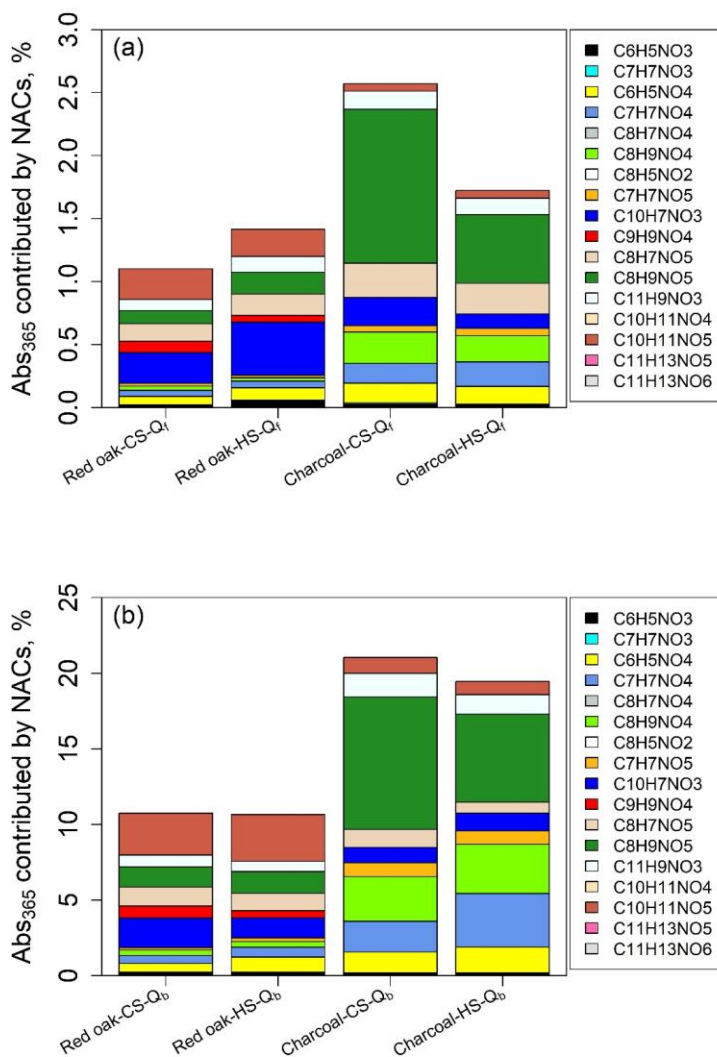 (a)
Abs365 contributed by NACs, %
3.0
2.5
2.0
1.5
1.0
0.5
0.0
Red oak-CS-Qf
Red oak-HS-Qf
Charcoal-CS-Qf
Charcoal-HS-Qf
C6H5NO3
C7H7NO3
C6H5NO4
C7H7NO4
C8H7NO4
C8H9NO4
C8H5NO2
C7H7NO5
C10H7NO3
C9H9NO4
C8H7NO5
C8H9NO5
C11H9NO3
C10H11NO4
C10H11NO5
C11H13NO5
C11H13NO6
(b)
Abs365 contributed by NACs, %
25
20
15
10
5
0
Red oak-CS-Qb
Red oak-HS-Qb
Charcoal-CS-Qb
Charcoal-HS-Qb
C6H5NO3
C7H7NO3
C6H5NO4
C7H7NO4
C8H7NO4
C8H9NO4
C8H5NO2
C7H7NO5
C10H7NO3
C9H9NO4
C8H7NO5
C8H9NO5
C11H9NO3
C10H11NO4
C10H11NO5
C11H13NO5
C11H13NO6